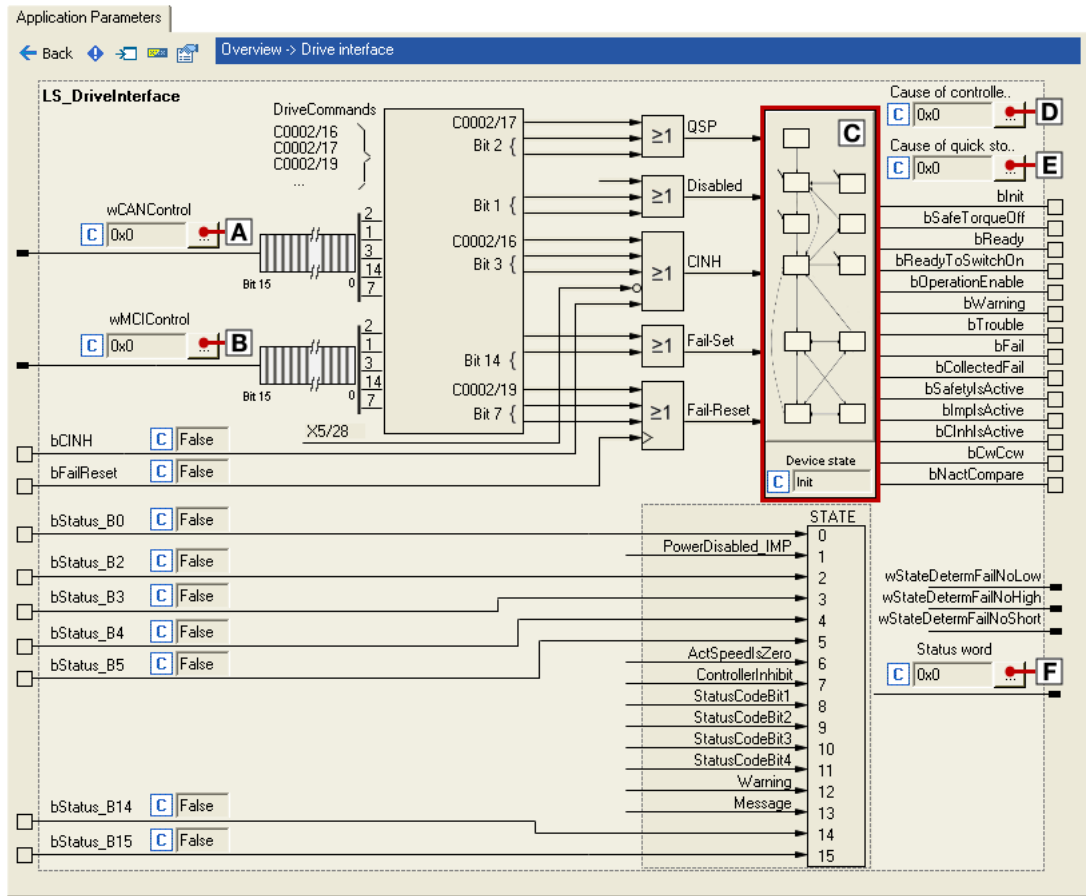 Application Parameters
Back
Overview -> Drive interface
LS_DriveInterface
DriveCommands
C0002/16
C0002/17
C0002/19
...
wCANControl
C 0x0 ... A
Bit 15 0
2
1
3
14
7
wMCIControl
C 0x0 ... B
Bit 15 0
2
1
3
14
7
C0002/17
Bit 2 {
Bit 1 {
C0002/16
Bit 3 {
Bit 14 {
C0002/19
Bit 7 {
X5/28
≥1 QSP
≥1 Disabled
≥1 CINH
≥1 Fail-Set
≥1 Fail-Reset
C
Device state
C Init
Cause of controlle..
C 0x0 ... D
Cause of quick sto..
C 0x0 ... E
bInit
bSafeTorqueOff
bReady
bReadyToSwitchOn
bOperationEnable
bWarning
bTrouble
bFail
bCollectedFail
bSafetyIsActive
bImpIsActive
bCInhIsActive
bCwCcw
bNactCompare
bCINH C False
bFailReset C False
bStatus_B0 C False
bStatus_B2 C False
bStatus_B3 C False
bStatus_B4 C False
bStatus_B5 C False
bStatus_B14 C False
bStatus_B15 C False
STATE
0
PowerDisabled_IMP 1
2
3
4
5
ActSpeedIsZero 6
ControllerInhibit 7
StatusCodeBit1 8
StatusCodeBit2 9
StatusCodeBit3 10
StatusCodeBit4 11
Warning 12
Message 13
14
15
wStateDetermFailNoLow
wStateDetermFailNoHigh
wStateDetermFailNoShort
Status word
C 0x0 ... F